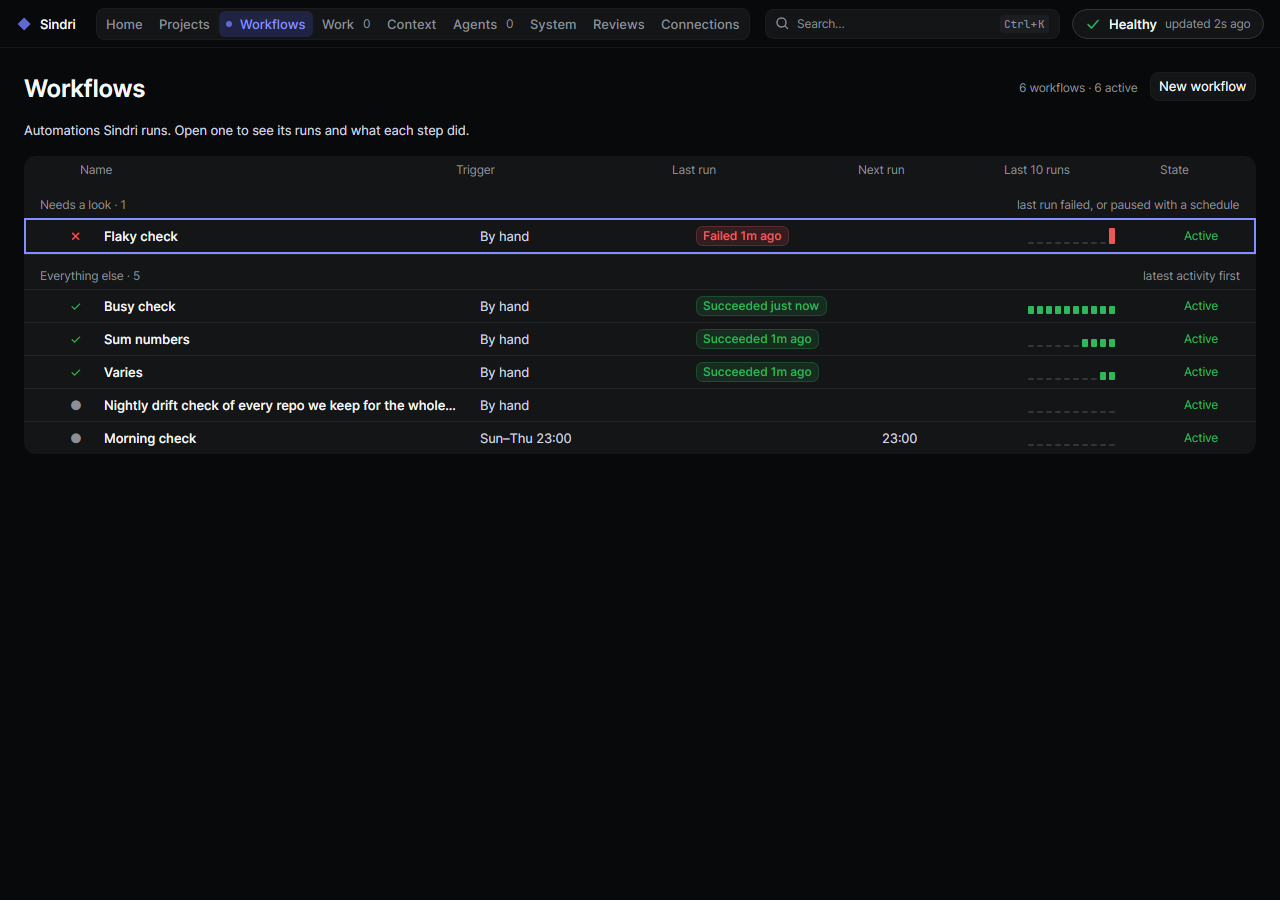 Sindri Home Projects Workflows Work 0 Context Agents 0 System Reviews Connections Search... Ctrl+K Healthy updated 2s ago
Workflows 6 workflows · 6 active New workflow
Automations Sindri runs. Open one to see its runs and what each step did.
Name Trigger Last run Next run Last 10 runs State
Needs a look · 1 last run failed, or paused with a schedule
Flaky check By hand Failed 1m ago Active
Everything else · 5 latest activity first
Busy check By hand Succeeded just now Active
Sum numbers By hand Succeeded 1m ago Active
Varies By hand Succeeded 1m ago Active
Nightly drift check of every repo we keep for the whole... By hand Active
Morning check Sun–Thu 23:00 23:00 Active